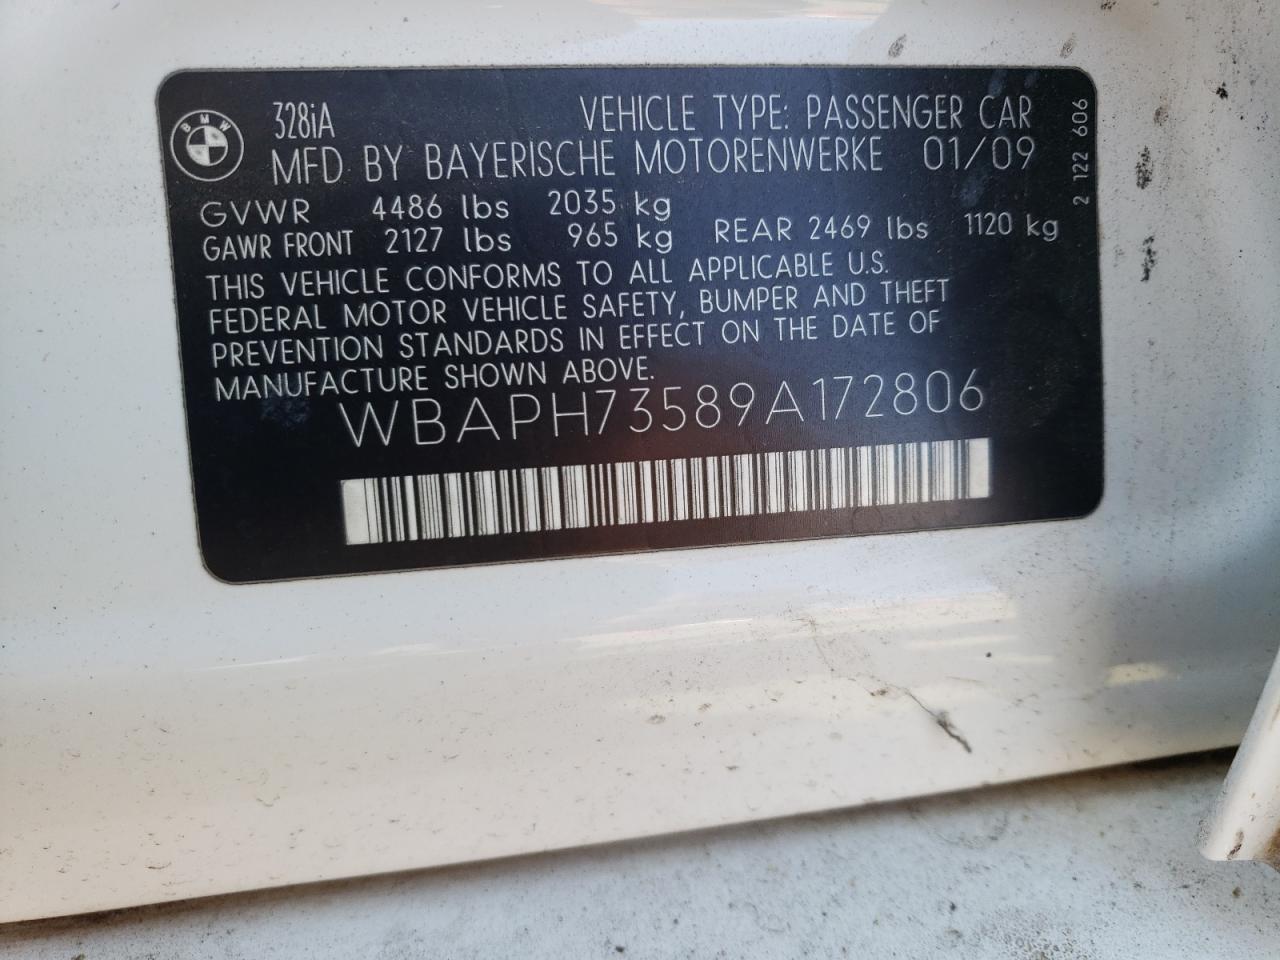 BMW
328iA VEHICLE TYPE: PASSENGER CAR
MFD BY BAYERISCHE MOTORENWERKE 01/09
GVWR 4486 lbs 2035 kg
GAWR FRONT 2127 lbs 965 kg REAR 2469 lbs 1120 kg
THIS VEHICLE CONFORMS TO ALL APPLICABLE U.S.
FEDERAL MOTOR VEHICLE SAFETY, BUMPER AND THEFT
PREVENTION STANDARDS IN EFFECT ON THE DATE OF
MANUFACTURE SHOWN ABOVE.
WBAPH73589A172806
2 122 606